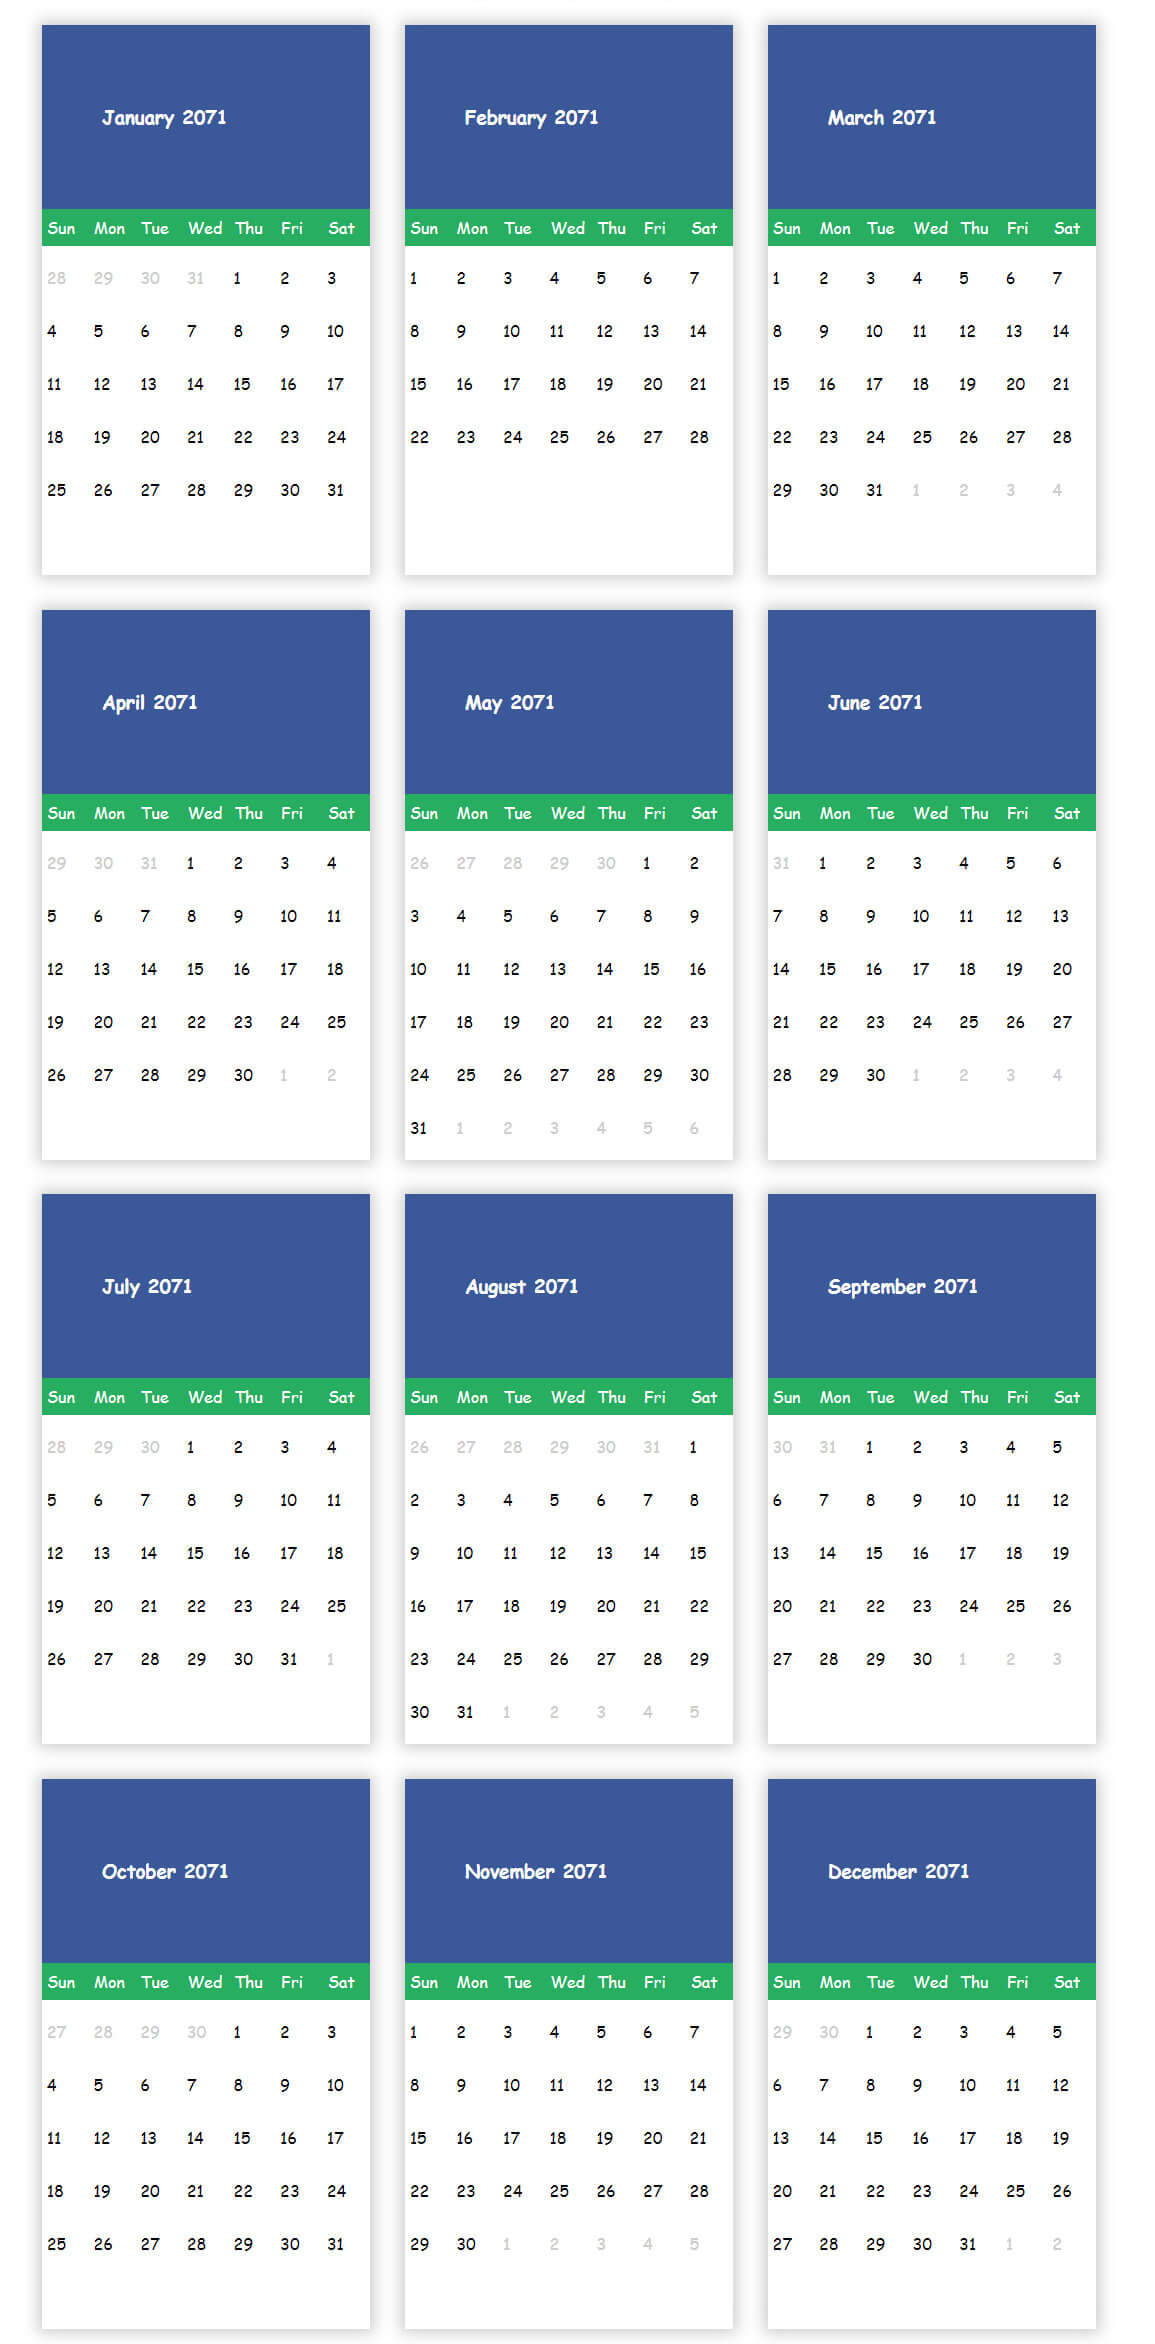 January 2071
Sun Mon Tue Wed Thu Fri Sat
28 29 30 31 1 2 3
4 5 6 7 8 9 10
11 12 13 14 15 16 17
18 19 20 21 22 23 24
25 26 27 28 29 30 31
February 2071
Sun Mon Tue Wed Thu Fri Sat
1 2 3 4 5 6 7
8 9 10 11 12 13 14
15 16 17 18 19 20 21
22 23 24 25 26 27 28
March 2071
Sun Mon Tue Wed Thu Fri Sat
1 2 3 4 5 6 7
8 9 10 11 12 13 14
15 16 17 18 19 20 21
22 23 24 25 26 27 28
29 30 31 1 2 3 4
April 2071
Sun Mon Tue Wed Thu Fri Sat
29 30 31 1 2 3 4
5 6 7 8 9 10 11
12 13 14 15 16 17 18
19 20 21 22 23 24 25
26 27 28 29 30 1 2
May 2071
Sun Mon Tue Wed Thu Fri Sat
26 27 28 29 30 1 2
3 4 5 6 7 8 9
10 11 12 13 14 15 16
17 18 19 20 21 22 23
24 25 26 27 28 29 30
31 1 2 3 4 5 6
June 2071
Sun Mon Tue Wed Thu Fri Sat
31 1 2 3 4 5 6
7 8 9 10 11 12 13
14 15 16 17 18 19 20
21 22 23 24 25 26 27
28 29 30 1 2 3 4
July 2071
Sun Mon Tue Wed Thu Fri Sat
28 29 30 1 2 3 4
5 6 7 8 9 10 11
12 13 14 15 16 17 18
19 20 21 22 23 24 25
26 27 28 29 30 31 1
August 2071
Sun Mon Tue Wed Thu Fri Sat
26 27 28 29 30 31 1
2 3 4 5 6 7 8
9 10 11 12 13 14 15
16 17 18 19 20 21 22
23 24 25 26 27 28 29
30 31 1 2 3 4 5
September 2071
Sun Mon Tue Wed Thu Fri Sat
30 31 1 2 3 4 5
6 7 8 9 10 11 12
13 14 15 16 17 18 19
20 21 22 23 24 25 26
27 28 29 30 1 2 3
October 2071
Sun Mon Tue Wed Thu Fri Sat
27 28 29 30 1 2 3
4 5 6 7 8 9 10
11 12 13 14 15 16 17
18 19 20 21 22 23 24
25 26 27 28 29 30 31
November 2071
Sun Mon Tue Wed Thu Fri Sat
1 2 3 4 5 6 7
8 9 10 11 12 13 14
15 16 17 18 19 20 21
22 23 24 25 26 27 28
29 30 1 2 3 4 5
December 2071
Sun Mon Tue Wed Thu Fri Sat
29 30 1 2 3 4 5
6 7 8 9 10 11 12
13 14 15 16 17 18 19
20 21 22 23 24 25 26
27 28 29 30 31 1 2